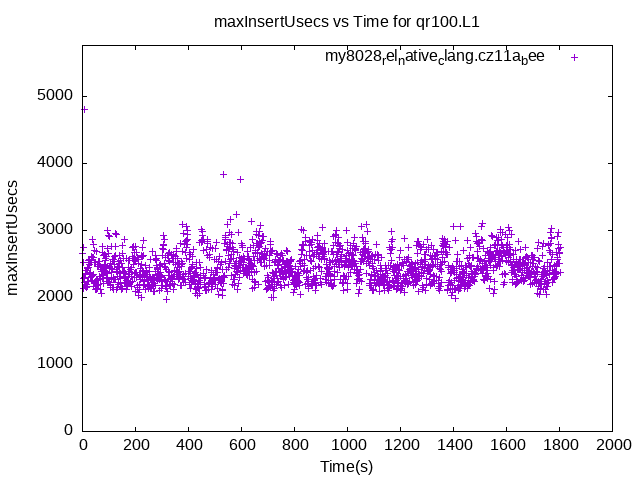 maxInsertUsecs vs Time for qr100.L1
my8028relnativeclang.cz11abee
5000
4000
3000
2000
1000
0
maxInsertUsecs
0 200 400 600 800 1000 1200 1400 1600 1800 2000
Time(s)